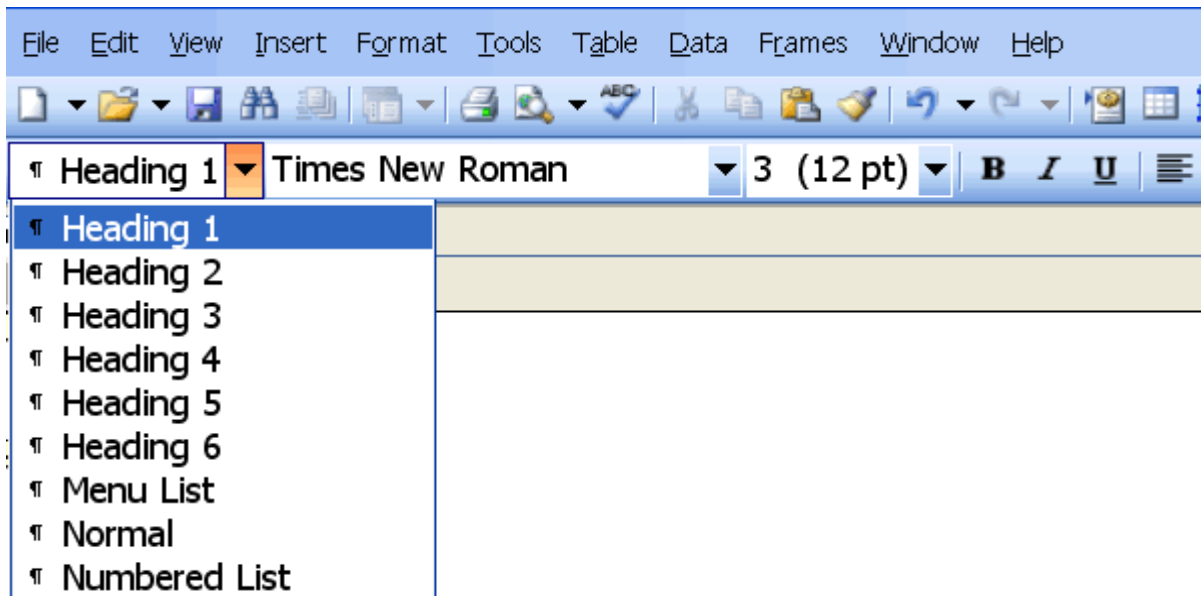 File Edit View Insert Format Tools Table Data Frames Window Help
ABC
¶ Heading 1 Times New Roman 3 (12 pt) B I U
¶ Heading 1
¶ Heading 2
¶ Heading 3
¶ Heading 4
¶ Heading 5
¶ Heading 6
¶ Menu List
¶ Normal
¶ Numbered List